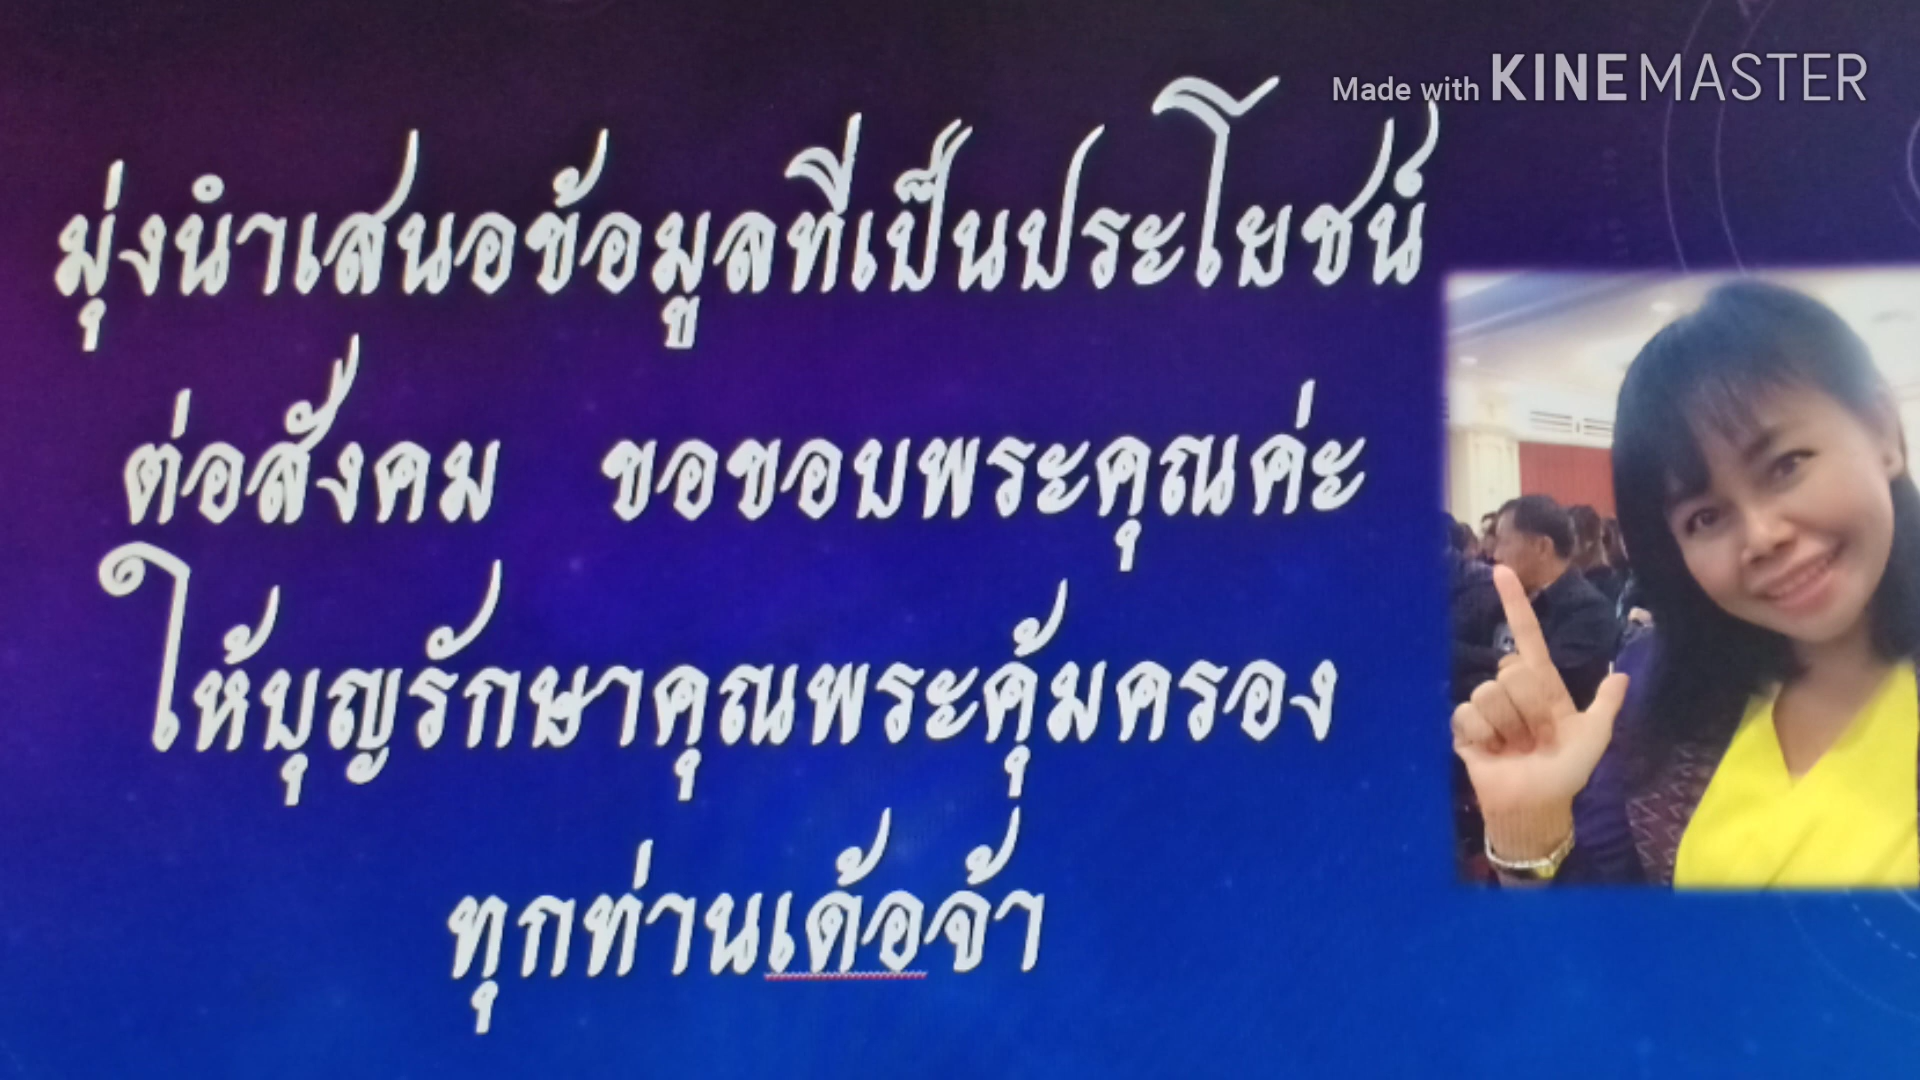 Made with KINEMASTER
มุ่งนำเสนอข้อมูลที่เป็นประโยชน์
ต่อสังคม ขอขอบพระคุณค่ะ
ให้บุญรักษาคุณพระคุ้มครอง
ทุกท่านเด้อจ้า